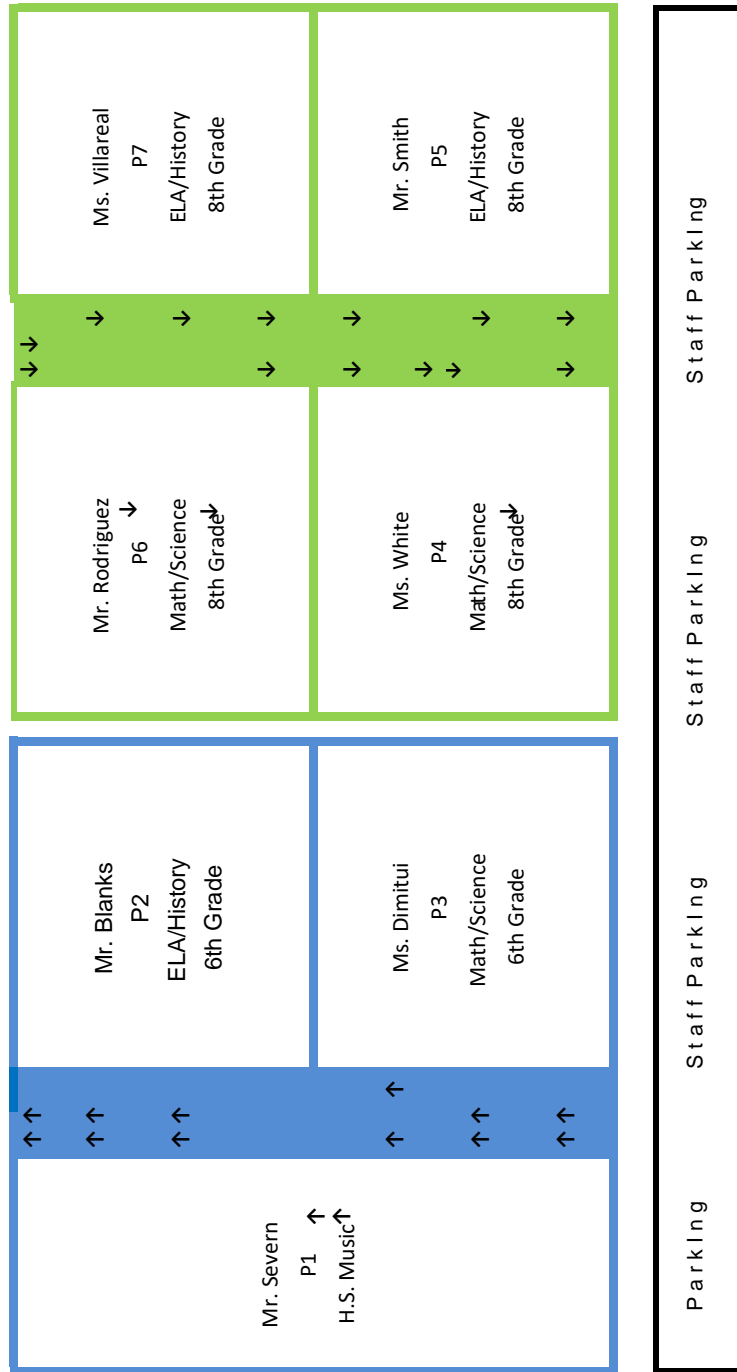 Mr. Severn
P1
H.S. Music
Mr. Blanks
P2
ELA/History
6th Grade
Mr. Rodriguez
P6
Math/Science
8th Grade
Ms. Villareal
P7
ELA/History
8th Grade
Ms. Dimitui
P3
Math/Science
6th Grade
Ms. White
P4
Math/Science
8th Grade
Mr. Smith
P5
ELA/History
8th Grade
ParkIng
Staff ParkIng
Staff ParkIng
Staff ParkIng